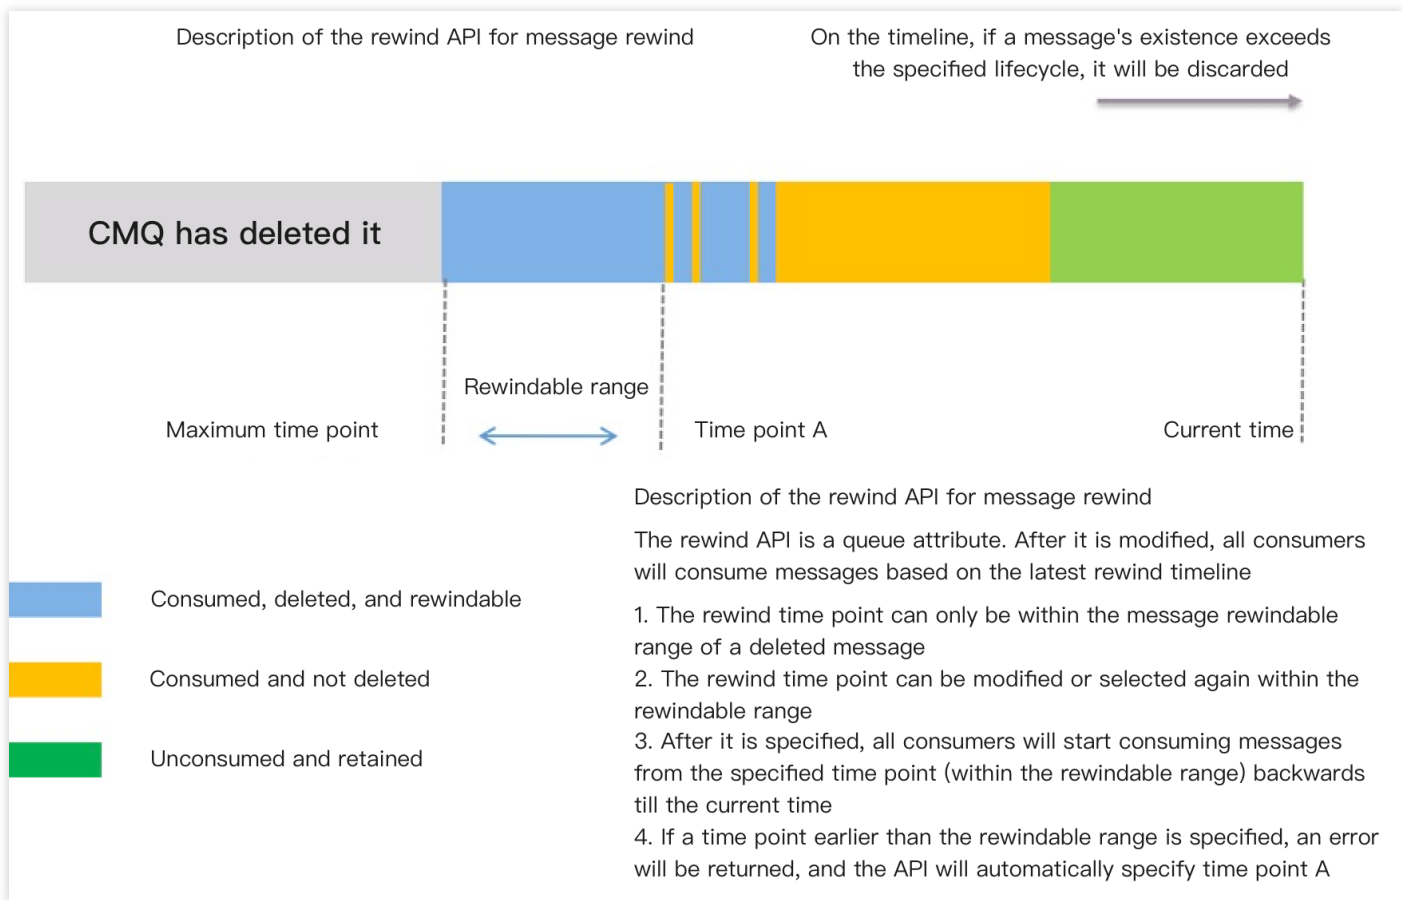 Description of the rewind API for message rewind
On the timeline, if a message's existence exceeds
the specified lifecycle, it will be discarded
CMQ has deleted it
Rewindable range
Maximum time point
Time point A
Current time
Description of the rewind API for message rewind
The rewind API is a queue attribute. After it is modified, all consumers
will consume messages based on the latest rewind timeline
1. The rewind time point can only be within the message rewindable
range of a deleted message
2. The rewind time point can be modified or selected again within the
rewindable range
3. After it is specified, all consumers will start consuming messages
from the specified time point (within the rewindable range) backwards
till the current time
4. If a time point earlier than the rewindable range is specified, an error
will be returned, and the API will automatically specify time point A
Consumed, deleted, and rewindable
Consumed and not deleted
Unconsumed and retained